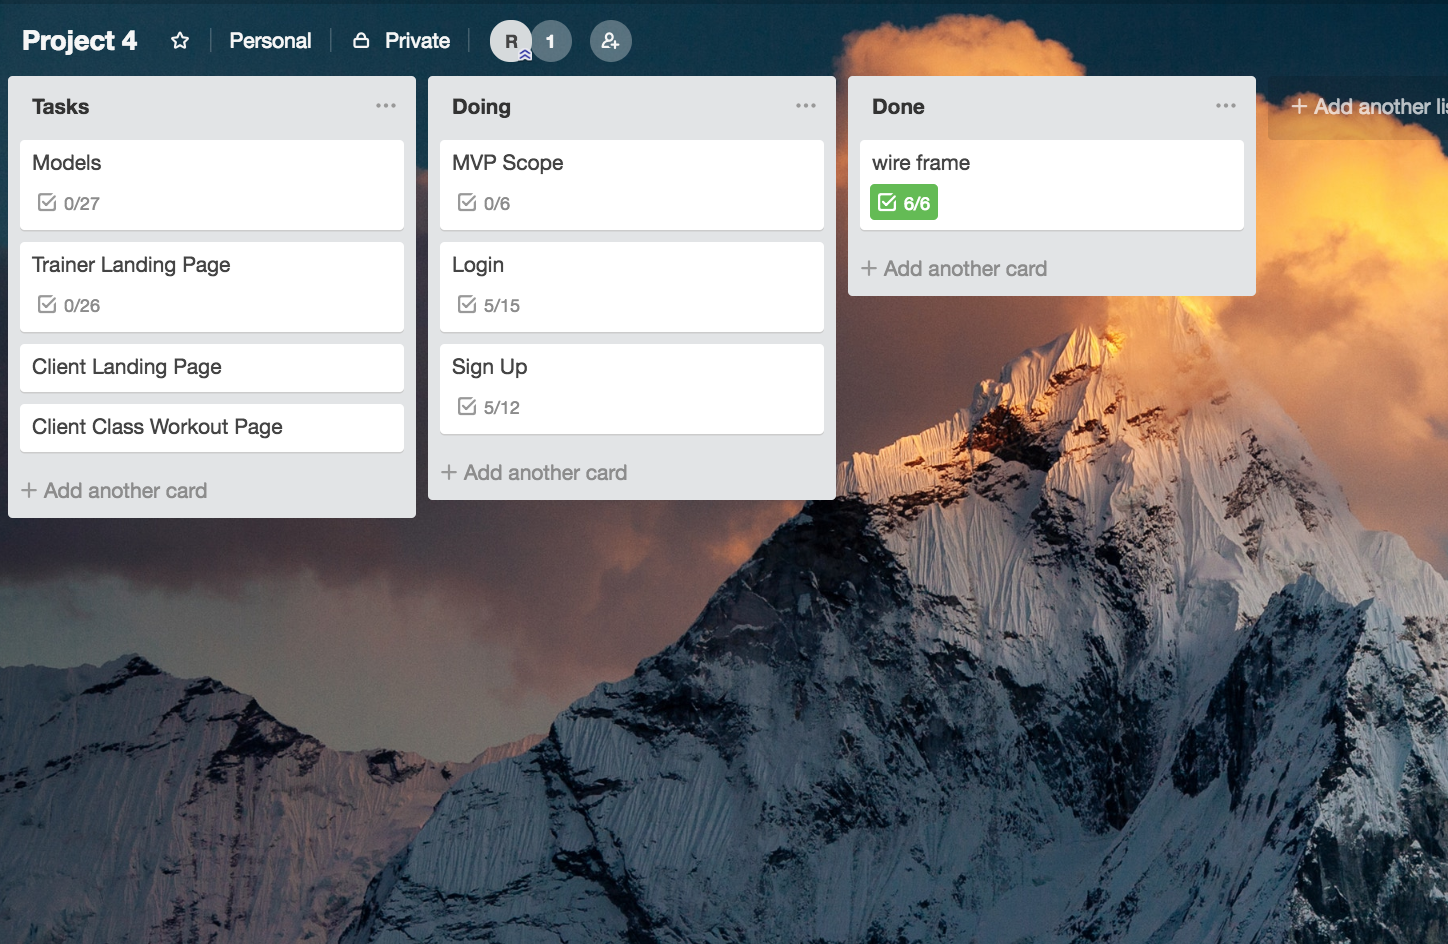 Project 4 Personal Private R 1
Tasks
Models
0/27
Trainer Landing Page
0/26
Client Landing Page
Client Class Workout Page
+ Add another card
Doing
MVP Scope
0/6
Login
5/15
Sign Up
5/12
+ Add another card
Done
wire frame
6/6
+ Add another card
+ Add another lis